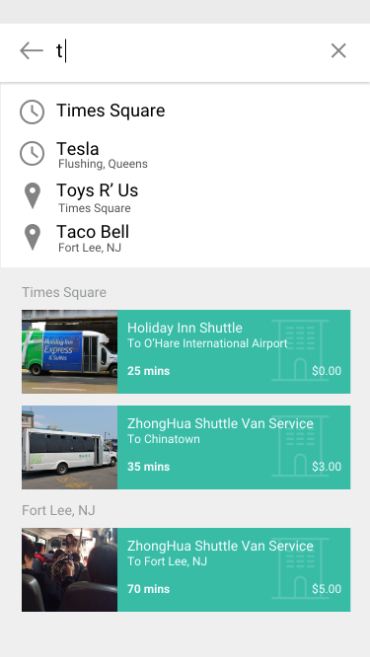 t
Times Square
Tesla
Flushing, Queens
Toys R’ Us
Times Square
Taco Bell
Fort Lee, NJ
Times Square
Holiday Inn
Express
& Suites
Holiday Inn Shuttle
To O’Hare International Airport
25 mins
$0.00
ZhongHua Shuttle Van Service
To Chinatown
35 mins
$3.00
Fort Lee, NJ
ZhongHua Shuttle Van Service
To Fort Lee, NJ
70 mins
$5.00